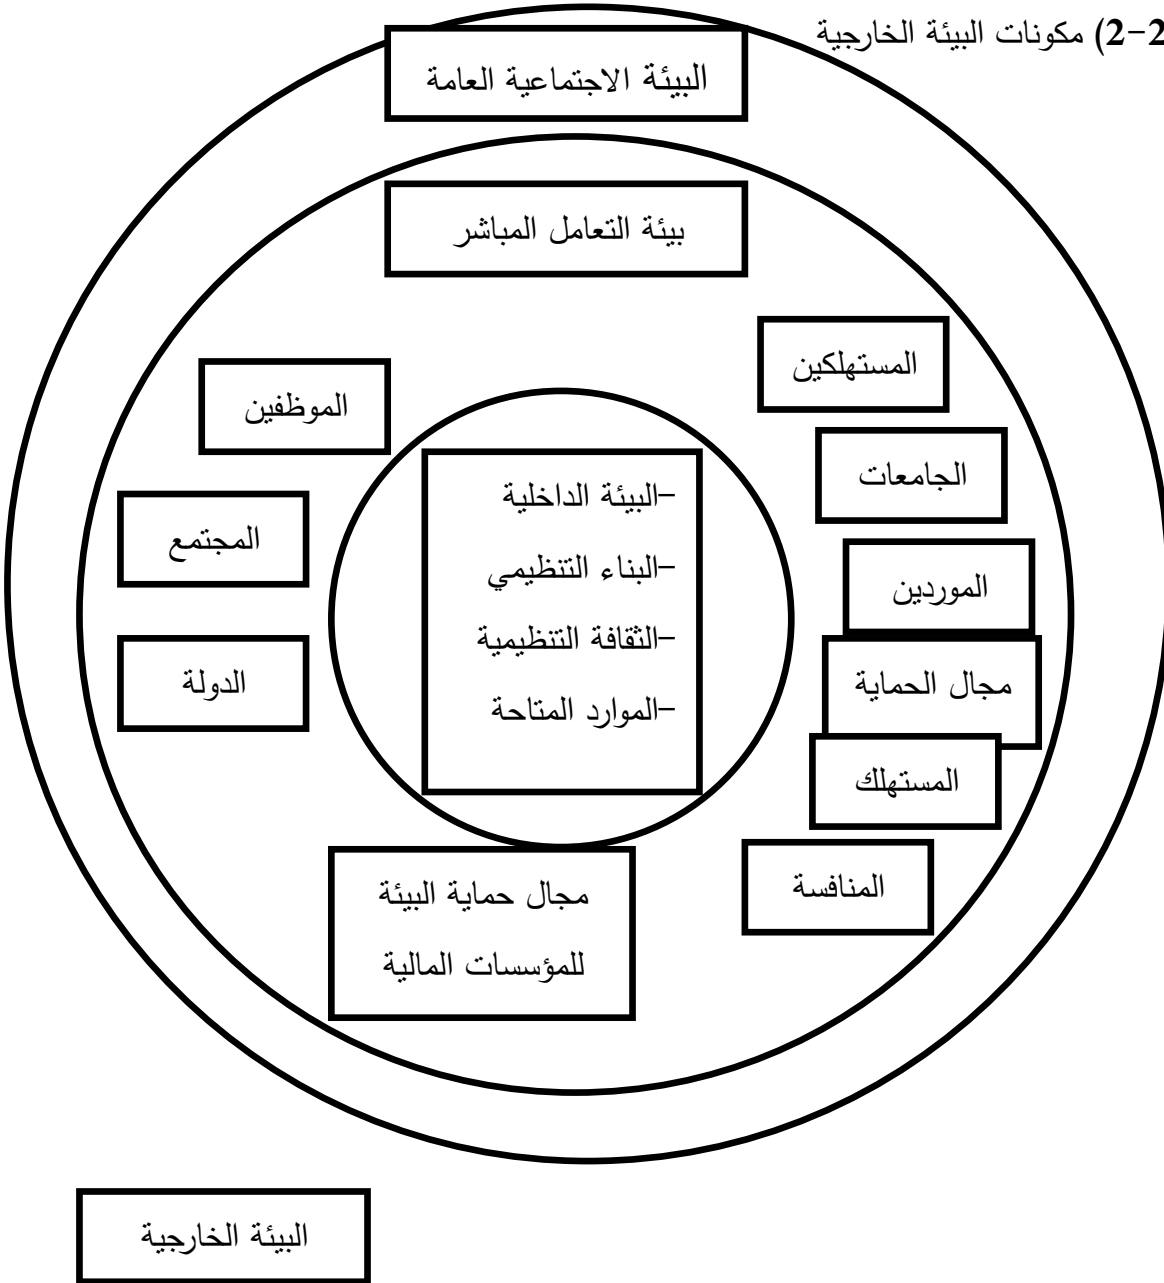 2-2) مكونات البيئة الخارجية
البيئة الاجتماعية العامة
بيئة التعامل المباشر
المستهلكين
الموظفين
الجامعات
-البيئة الداخلية
-البناء التنظيمي
-الثقافة التنظيمية
-الموارد المتاحة
المجتمع
الموردين
الدولة
مجال الحماية
المستهلك
المنافسة
مجال حماية البيئة
للمؤسسات المالية
البيئة الخارجية